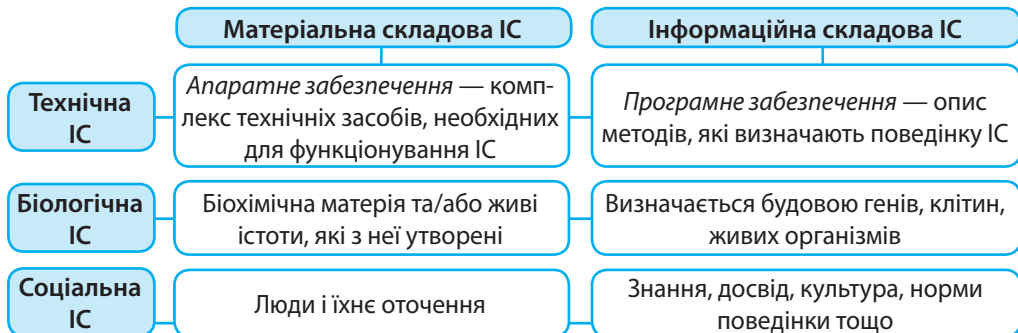 Матеріальна складова ІС
Інформаційна складова ІС
Технічна
ІС
Апаратне забезпечення — комп-
лекс технічніх засобів, необхідних
для функціонування ІС
Програмне забезпечення — опис
методів, які визначають поведінку ІС
Біологічна
ІС
Біохімічна матерія та/або живі
істоти, які з неї утворені
Визначається будовою генів, клітин,
живих організмів
Соціальна
ІС
Люди і їхнє оточення
Знання, досвід, культура, норми
поведінки тощо